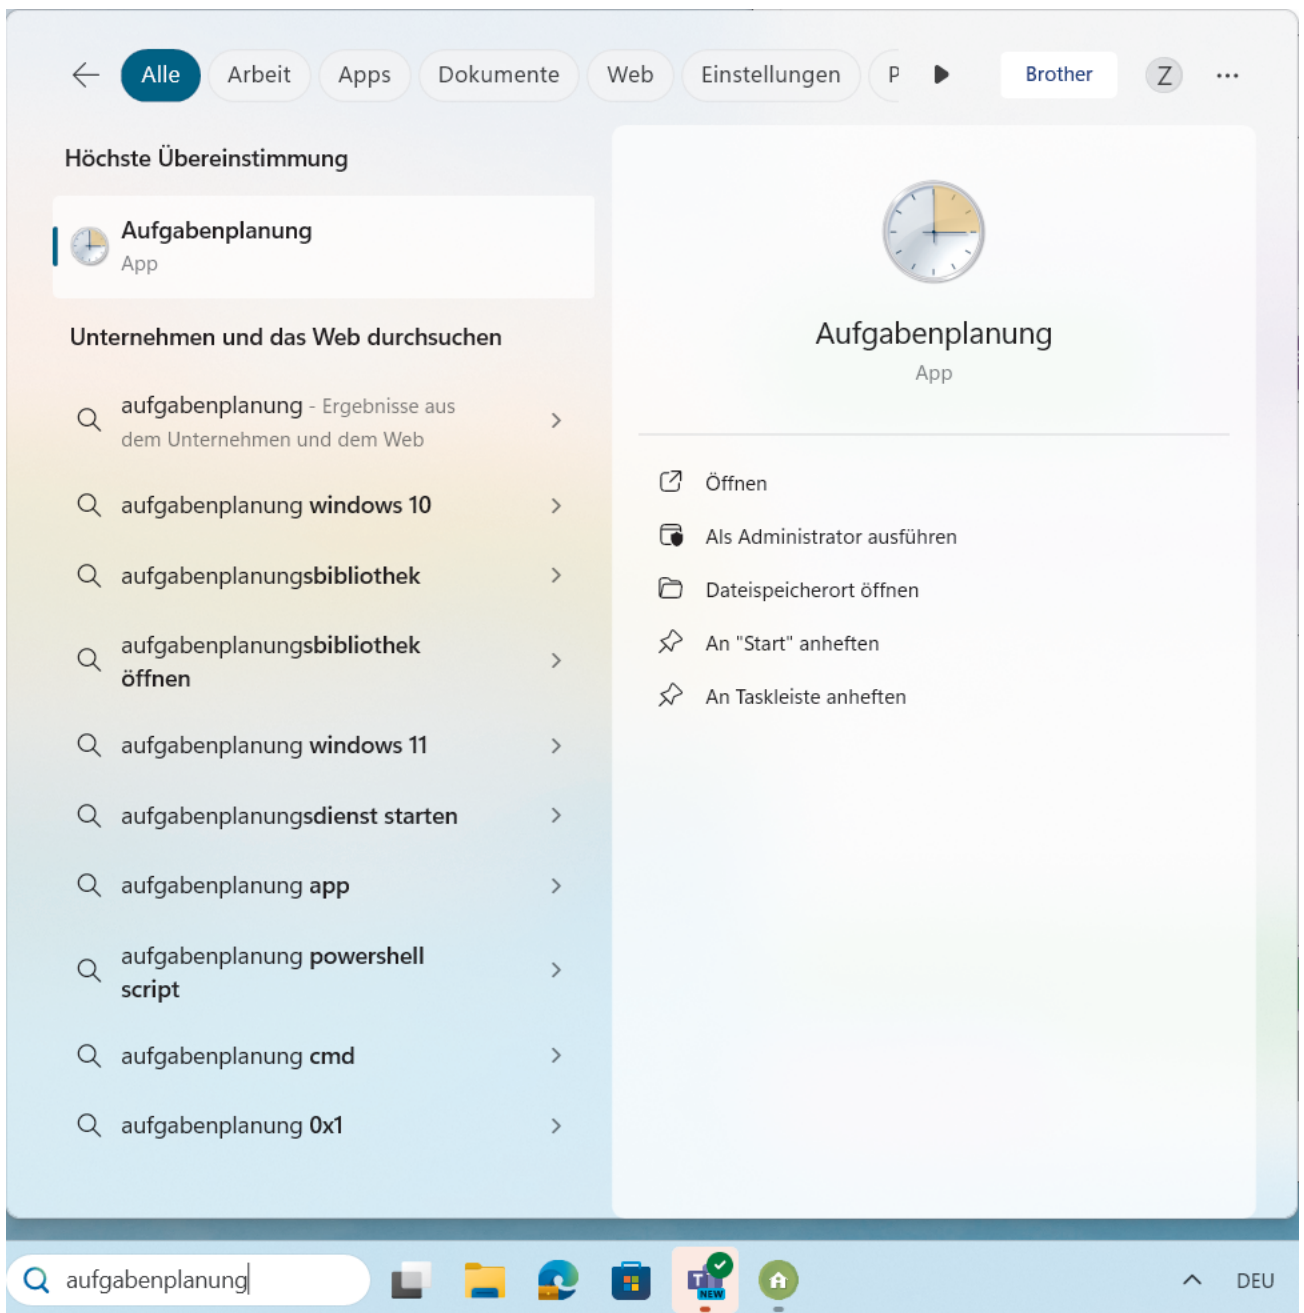 Alle
Arbeit
Apps
Dokumente
Web
Einstellungen
P
Brother
Z
Höchste Übereinstimmung
Aufgabenplanung
App
Unternehmen und das Web durchsuchen
aufgabenplanung - Ergebnisse aus
dem Unternehmen und dem Web
aufgabenplanung windows 10
aufgabenplanungsbibliothek
aufgabenplanungsbibliothek
öffnen
aufgabenplanung windows 11
aufgabenplanungsdienst starten
aufgabenplanung app
aufgabenplanung powershell
script
aufgabenplanung cmd
aufgabenplanung 0x1
Aufgabenplanung
App
Öffnen
Als Administrator ausführen
Dateispeicherort öffnen
An "Start" anheften
An Taskleiste anheften
aufgabenplanung
T
NEW
DEU